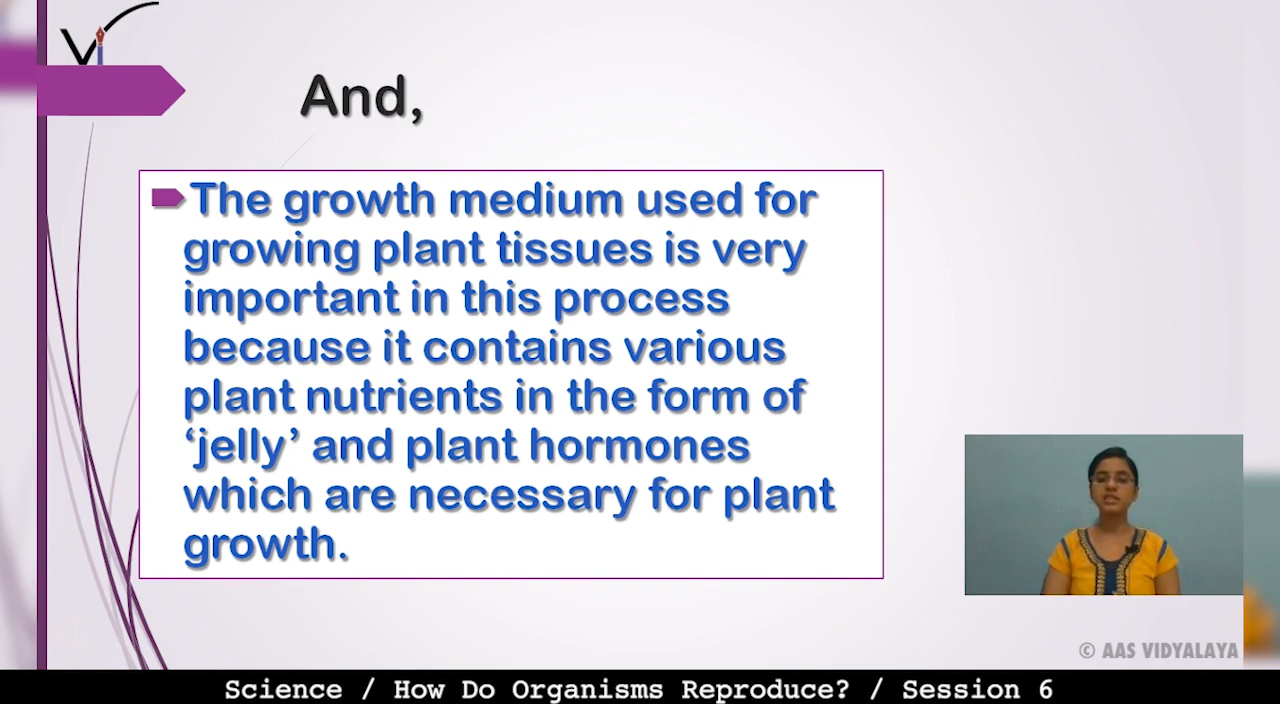 Vi
And,
The growth medium used for
growing plant tissues is very
important in this process
because it contains various
plant nutrients in the form of
‘jelly’ and plant hormones
which are necessary for plant
growth.
© AAS VIDYALAYA
Science / How Do Organisms Reproduce? / Session 6